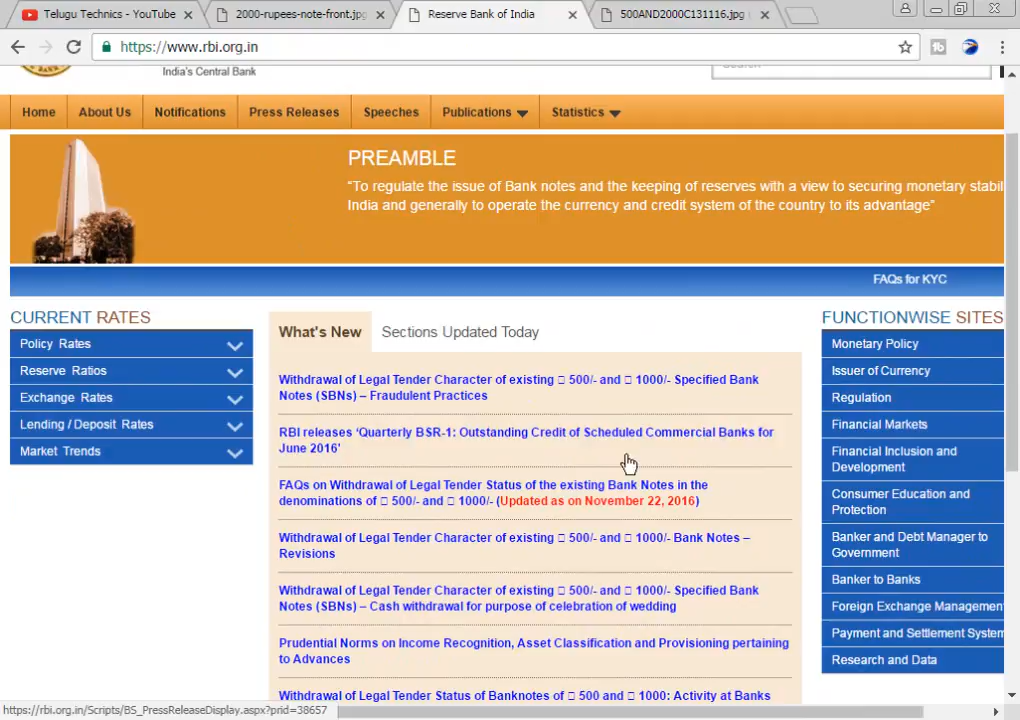 Telugu Technics - YouTube
2000-rupees-note-front.jpg
Reserve Bank of India
500AND2000C131116.jpg
https://www.rbi.org.in
India's Central Bank
Home
About Us
Notifications
Press Releases
Speeches
Publications
Statistics
PREAMBLE
“To regulate the issue of Bank notes and the keeping of reserves with a view to securing monetary stabil
India and generally to operate the currency and credit system of the country to its advantage”
FAQs for KYC
CURRENT RATES
Policy Rates
Reserve Ratios
Exchange Rates
Lending / Deposit Rates
Market Trends
What's New
Sections Updated Today
Withdrawal of Legal Tender Character of existing 500/- and 1000/- Specified Bank
Notes (SBNs) – Fraudulent Practices
RBI releases ‘Quarterly BSR-1: Outstanding Credit of Scheduled Commercial Banks for
June 2016’
FAQs on Withdrawal of Legal Tender Status of the existing Bank Notes in the
denominations of 500/- and 1000/- (Updated as on November 22, 2016)
Withdrawal of Legal Tender Character of existing 500/- and 1000/- Bank Notes –
Revisions
Withdrawal of Legal Tender Character of existing 500/- and 1000/- Specified Bank
Notes (SBNs) – Cash withdrawal for purpose of celebration of wedding
Prudential Norms on Income Recognition, Asset Classification and Provisioning pertaining
to Advances
Withdrawal of Legal Tender Status of Banknotes of 500 and 1000: Activity at Banks
FUNCTIONWISE SITES
Monetary Policy
Issuer of Currency
Regulation
Financial Markets
Financial Inclusion and
Development
Consumer Education and
Protection
Banker and Debt Manager to
Government
Banker to Banks
Foreign Exchange Management
Payment and Settlement System
Research and Data
https://rbi.org.in/Scripts/BS_PressReleaseDisplay.aspx?prid=38657